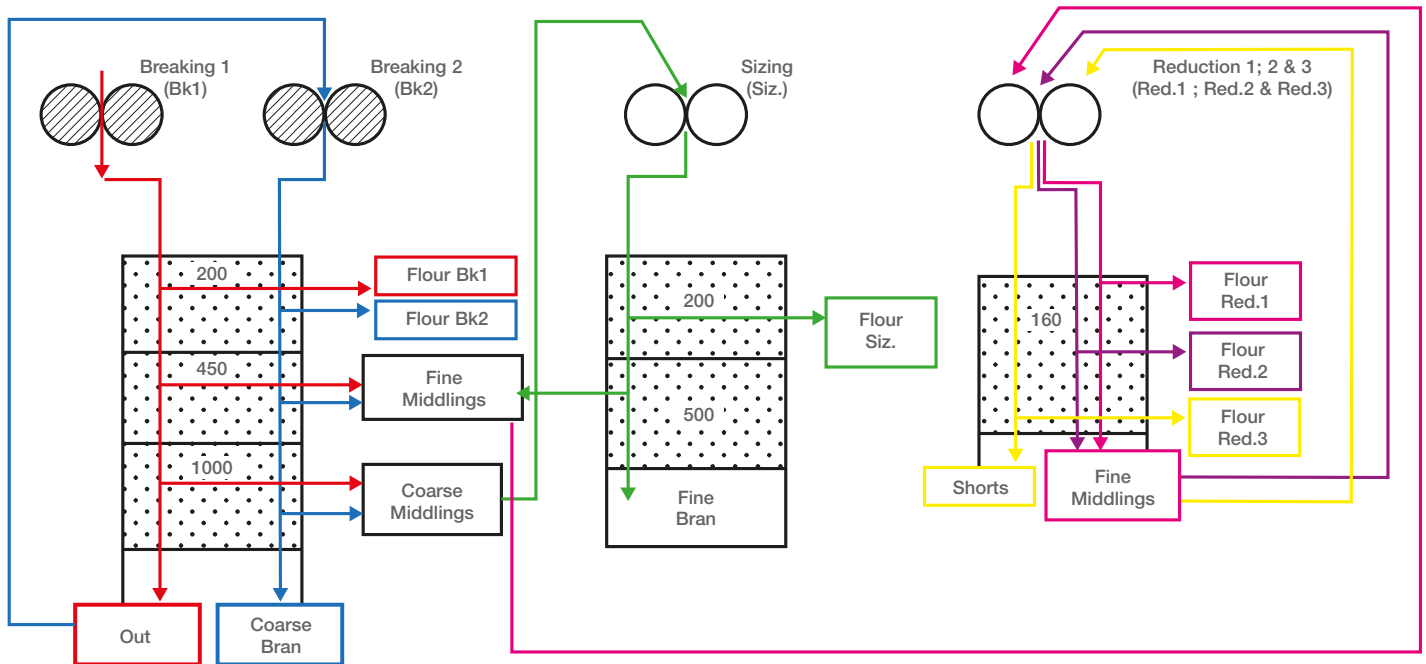 Breaking 1
(Bk1)
Breaking 2
(Bk2)
Sizing
(Siz.)
Reduction 1; 2 & 3
(Red.1 ; Red.2 & Red.3)
200
Flour Bk1
Flour Bk2
450
Fine
Middlings
1000
Coarse
Middlings
Out
Coarse
Bran
200
Flour
Siz.
500
Fine
Bran
160
Flour
Red.1
Flour
Red.2
Flour
Red.3
Shorts
Fine
Middlings